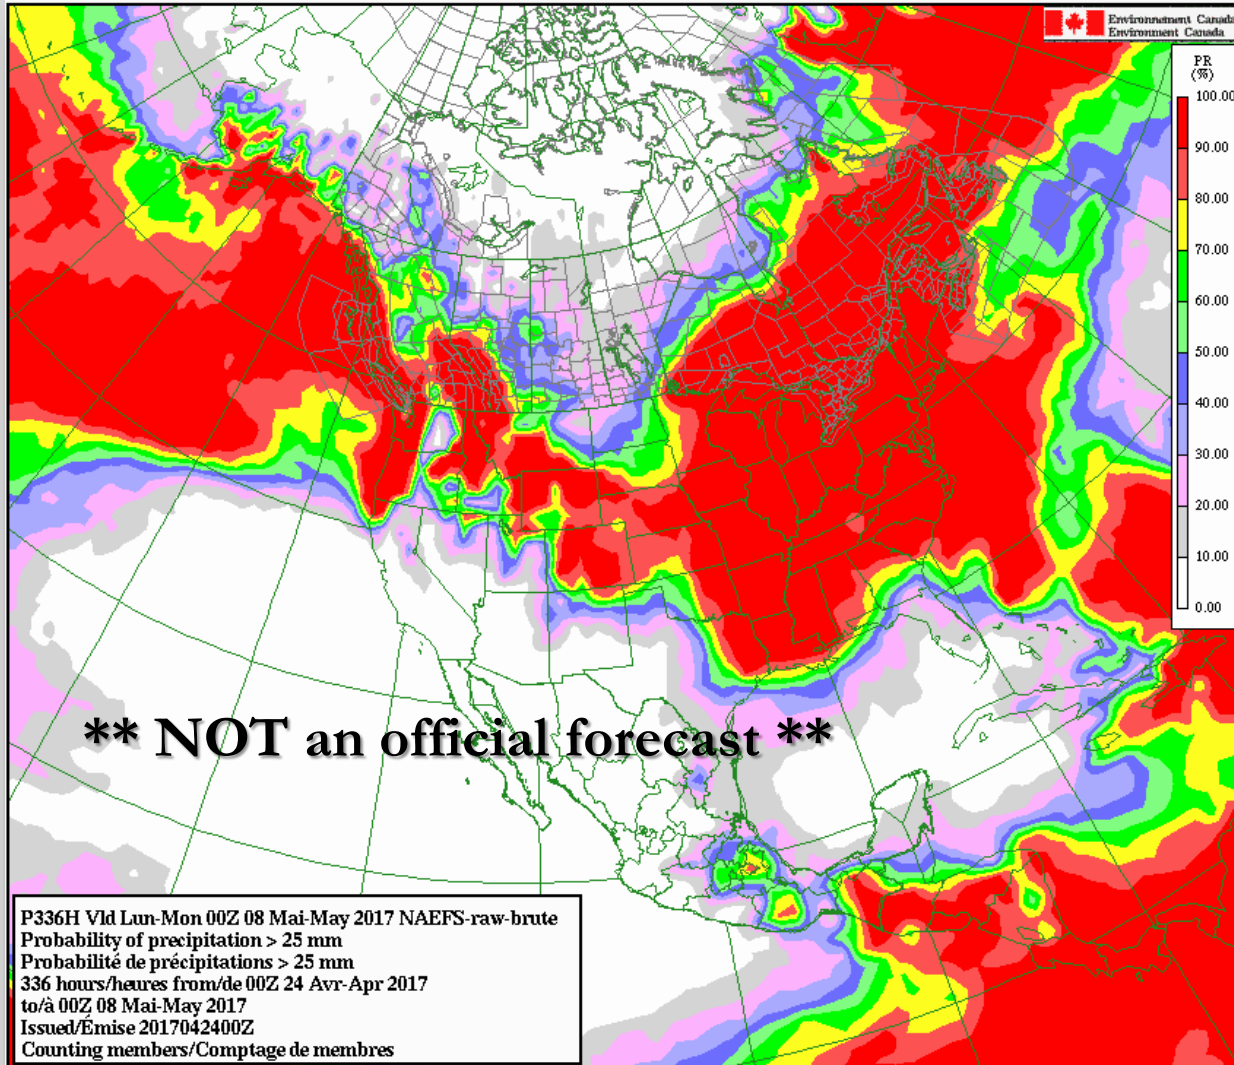 Environnement Canada
Environment Canada
PR
(%)
100.00
90.00
80.00
70.00
60.00
50.00
40.00
30.00
20.00
10.00
0.00
** NOT an official forecast **
P336H Vld Lun-Mon 00Z 08 Mai-May 2017 NAEFS-raw-brute
Probability of precipitation > 25 mm
Probabilité de précipitations > 25 mm
336 hours/heures from/de 00Z 24 Avr-Apr 2017
to/à 00Z 08 Mai-May 2017
Issued/Émise 2017042400Z
Counting members/Comptage de membres